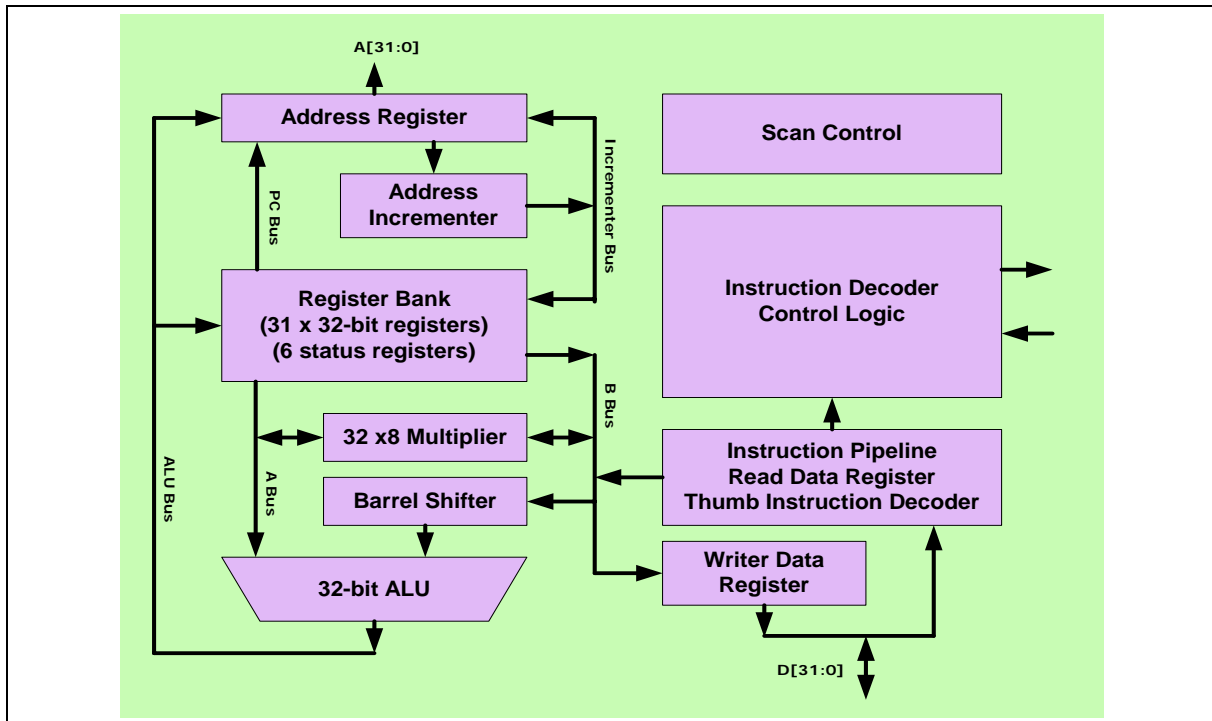 A[31:0]
Address Register
Scan Control
Incrementer Bus
PC Bus
Address
Incrementer
Register Bank
(31 x 32-bit registers)
(6 status registers)
Instruction Decoder
Control Logic
B Bus
32 x8 Multiplier
Instruction Pipeline
Read Data Register
Thumb Instruction Decoder
ALU Bus
A Bus
Barrel Shifter
Writer Data
Register
32-bit ALU
D[31:0]